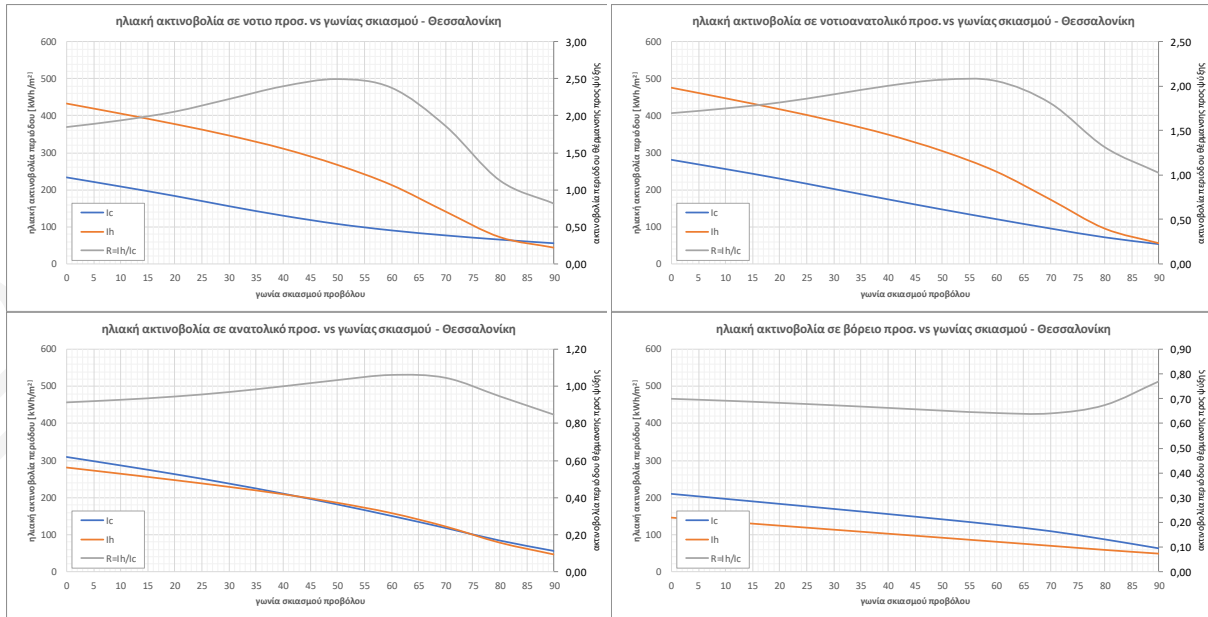 ηλιακή ακτινοβολία σε νοτιο προσ. vs γωνίας σκιασμού - Θεσσαλονίκη
ηλιακή ακτινοβολία περιόδου [kWh/m²]
600
500
400
300
200
100
0
Ic
Ih
R=Ih/Ic
0 5 10 15 20 25 30 35 40 45 50 55 60 65 70 75 80 85 90
γωνία σκιασμού προβόλου
3,00
2,50
2,00
1,50
1,00
0,50
0,00
ακτινοβολία περιόδου θέρμανσης προς ψύξης
ηλιακή ακτινοβολία σε νοτιοανατολικό προσ. vs γωνίας σκιασμού - Θεσσαλονίκη
ηλιακή ακτινοβολία περιόδου [kWh/m²]
600
500
400
300
200
100
0
Ic
Ih
R=Ih/Ic
0 5 10 15 20 25 30 35 40 45 50 55 60 65 70 75 80 85 90
γωνία σκιασμού προβόλου
2,50
2,00
1,50
1,00
0,50
0,00
ακτινοβολία περιόδου θέρμανσης προς ψύξης
ηλιακή ακτινοβολία σε ανατολικό προσ. vs γωνίας σκιασμού - Θεσσαλονίκη
ηλιακή ακτινοβολία περιόδου [kWh/m²]
600
500
400
300
200
100
0
Ic
Ih
R=Ih/Ic
0 5 10 15 20 25 30 35 40 45 50 55 60 65 70 75 80 85 90
γωνία σκιασμού προβόλου
1,20
1,00
0,80
0,60
0,40
0,20
0,00
ακτινοβολία περιόδου θέρμανσης προς ψύξης
ηλιακή ακτινοβολία σε βόρειο προσ. vs γωνίας σκιασμού - Θεσσαλονίκη
ηλιακή ακτινοβολία περιόδου [kWh/m²]
600
500
400
300
200
100
0
Ic
Ih
R=Ih/Ic
0 5 10 15 20 25 30 35 40 45 50 55 60 65 70 75 80 85 90
γωνία σκιασμού προβόλου
0,90
0,80
0,70
0,60
0,50
0,40
0,30
0,20
0,10
0,00
ακτινοβολία περιόδου θέρμανσης προς ψύξης